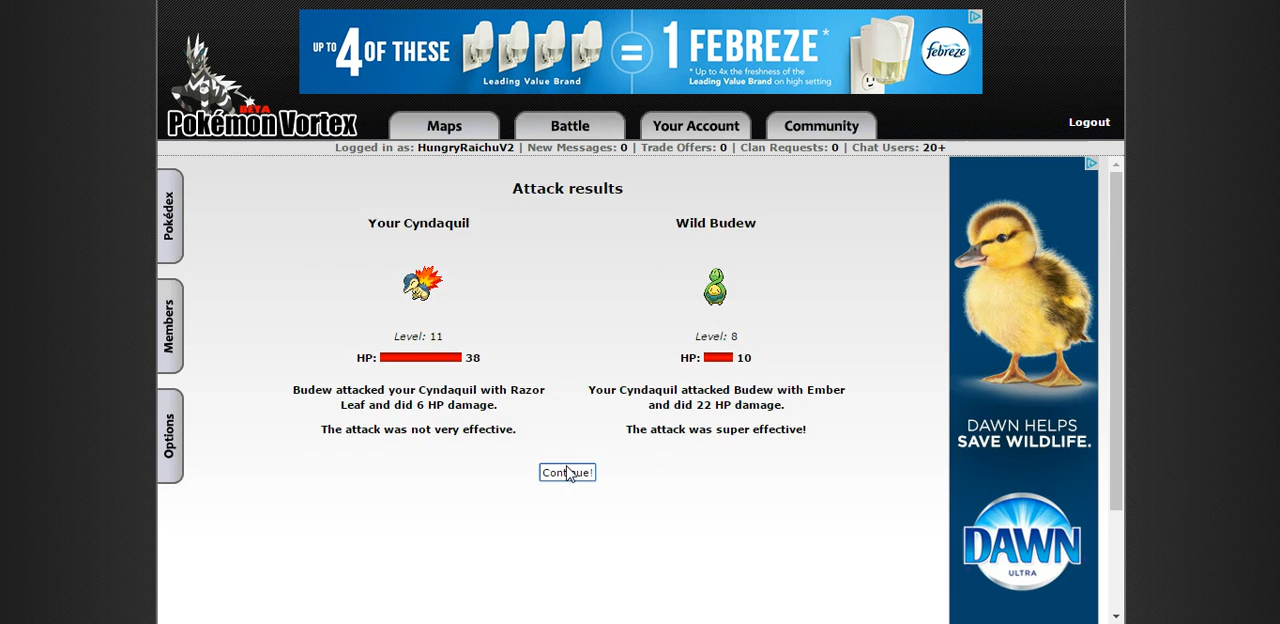 UP TO 4 OF THESE
Leading Value Brand
=
1 FEBREZE*
* Up to 4x the freshness of the
Leading Value Brand on high setting
febreze
BETA
Pokémon Vortex
Maps
Battle
Your Account
Community
Logout
Logged in as: HungryRaichuV2 | New Messages: 0 | Trade Offers: 0 | Clan Requests: 0 | Chat Users: 20+
Pokédex
Members
Options
Attack results
Your Cyndaquil
Wild Budew
Level: 11
Level: 8
HP: 38
HP: 10
Budew attacked your Cyndaquil with Razor
Leaf and did 6 HP damage.
Your Cyndaquil attacked Budew with Ember
and did 22 HP damage.
The attack was not very effective.
The attack was super effective!
Continue!
DAWN HELPS
SAVE WILDLIFE.
DAWN
ULTRA